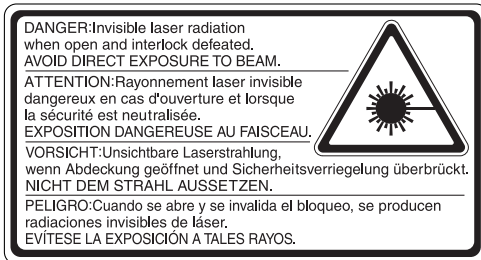 DANGER:Invisible laser radiation
when open and interlock defeated.
AVOID DIRECT EXPOSURE TO BEAM.
ATTENTION:Rayonnement laser invisible
dangereux en cas d'ouverture et lorsque
la sécurité est neutralisée.
EXPOSITION DANGEREUSE AU FAISCEAU.
VORSICHT:Unsichtbare Laserstrahlung,
wenn Abdeckung geöffnet und Sicherheitsverriegelung überbrückt.
NICHT DEM STRAHL AUSSETZEN.
PELIGRO:Cuando se abre y se invalida el bloqueo, se producen
radiaciones invisibles de láser.
EVÍTESE LA EXPOSICIÓN A TALES RAYOS.